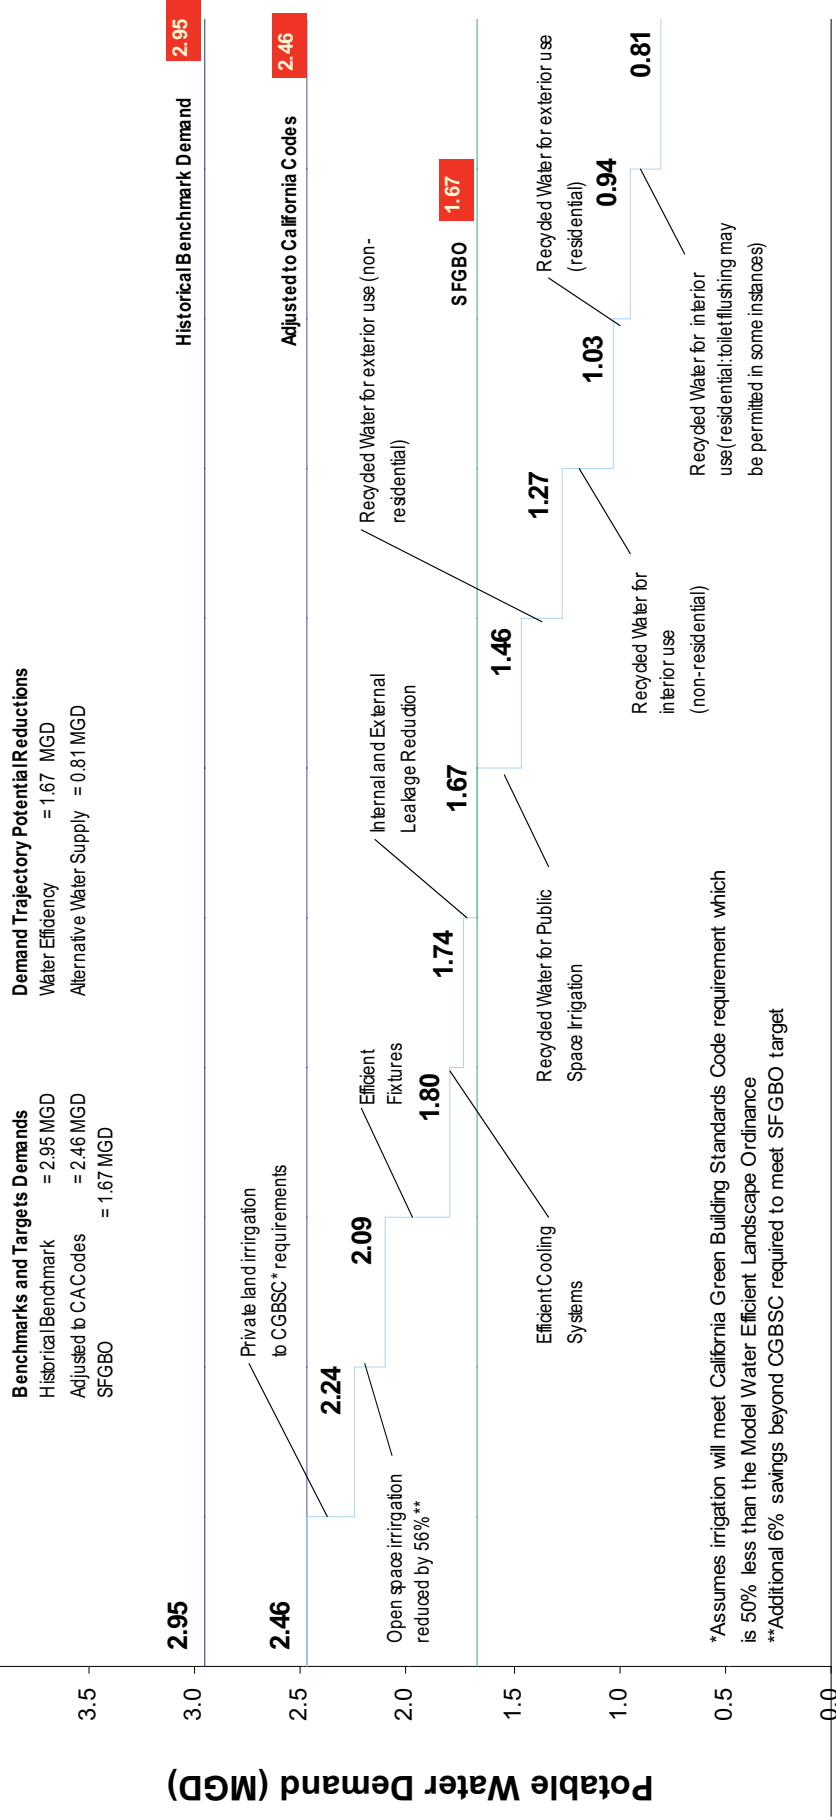 Benchmarks and Targets Demands
Historical Benchmark = 2.95 MGD
Adjusted to CA Codes = 2.46 MGD
SFGBO = 1.67 MGD
Demand Trajectory Potential Reductions
Water Efficiency = 1.67 MGD
Alternative Water Supply = 0.81 MGD
Potable Water Demand (MGD)
3.5
3.0
2.5
2.0
1.5
1.0
0.5
0.0
2.95
Historical Benchmark Demand
2.95
2.46
Adjusted to California Codes
2.46
SFGBO
1.67
Private land irrigation
to CGBSC* requirements
2.24
Open space irrirgation
reduced by 56%**
2.09
Efficient
Fixtures
1.80
Efficient Cooling
Systems
1.74
Internal and External
Leakage Reduction
1.67
Recycled Water for Public
Space Irrigation
1.46
Recycled Water for exterior use (non-
residential)
1.27
Recycled Water for
interior use
(non-residential)
1.03
Recycled Water for exterior use
(residential)
0.94
Recycled Water for interior
use(residential:toilet flushing may
be permitted in some instances)
0.81
*Assumes irrigation will meet California Green Building Standards Code requirement which
is 50% less than the Model Water Efficient Landscape Ordinance
**Additional 6% savings beyond CGBSC required to meet SFGBO target